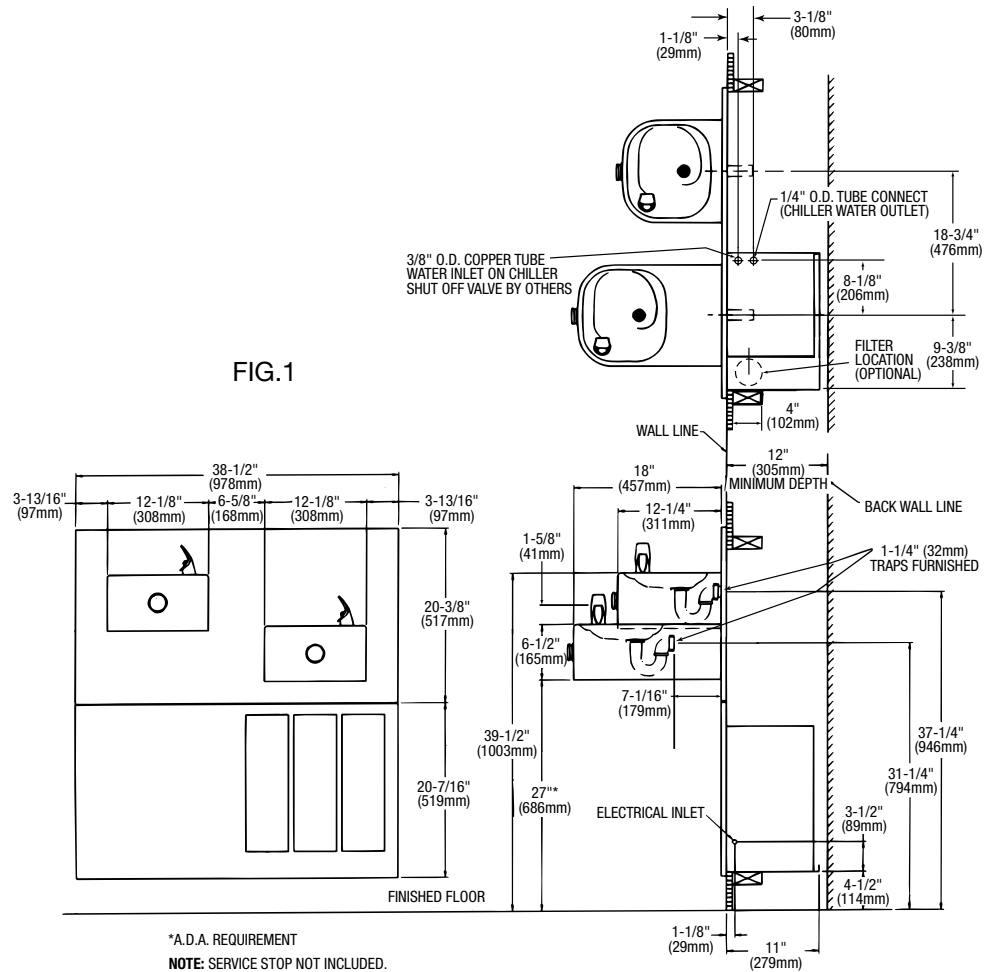 3-1/8"
(80mm)
1-1/8"
(29mm)
1/4" O.D. TUBE CONNECT
(CHILLER WATER OUTLET)
18-3/4"
(476mm)
3/8" O.D. COPPER TUBE
WATER INLET ON CHILLER
SHUT OFF VALVE BY OTHERS
8-1/8"
(206mm)
FILTER
LOCATION
(OPTIONAL)
9-3/8"
(238mm)
FIG.1
4"
(102mm)
WALL LINE
12"
(305mm)
MINIMUM DEPTH
BACK WALL LINE
38-1/2"
(978mm)
3-13/16"
(97mm)
12-1/8"
(308mm)
6-5/8"
(168mm)
12-1/8"
(308mm)
3-13/16"
(97mm)
18"
(457mm)
12-1/4"
(311mm)
1-5/8"
(41mm)
1-1/4" (32mm)
TRAPS FURNISHED
20-3/8"
(517mm)
6-1/2"
(165mm)
7-1/16"
(179mm)
39-1/2"
(1003mm)
37-1/4"
(946mm)
31-1/4"
(794mm)
20-7/16"
(519mm)
27"*
(686mm)
ELECTRICAL INLET
3-1/2"
(89mm)
4-1/2"
(114mm)
FINISHED FLOOR
1-1/8"
(29mm)
11"
(279mm)
*A.D.A. REQUIREMENT
NOTE: SERVICE STOP NOT INCLUDED.